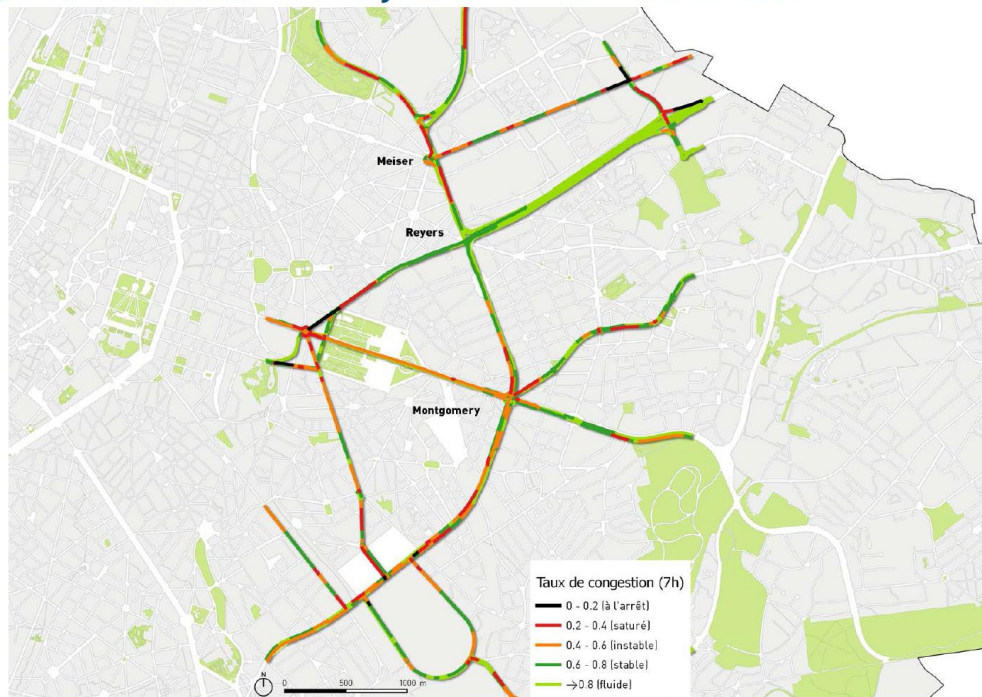 Meiser
Reyers
Montgomery
Taux de congestion (7h)
0 - 0.2 (à l'arrêt)
0.2 - 0.4 (saturé)
0.4 - 0.6 (instable)
0.6 - 0.8 (stable)
→0.8 (fluide)
N
0 500 1000 m